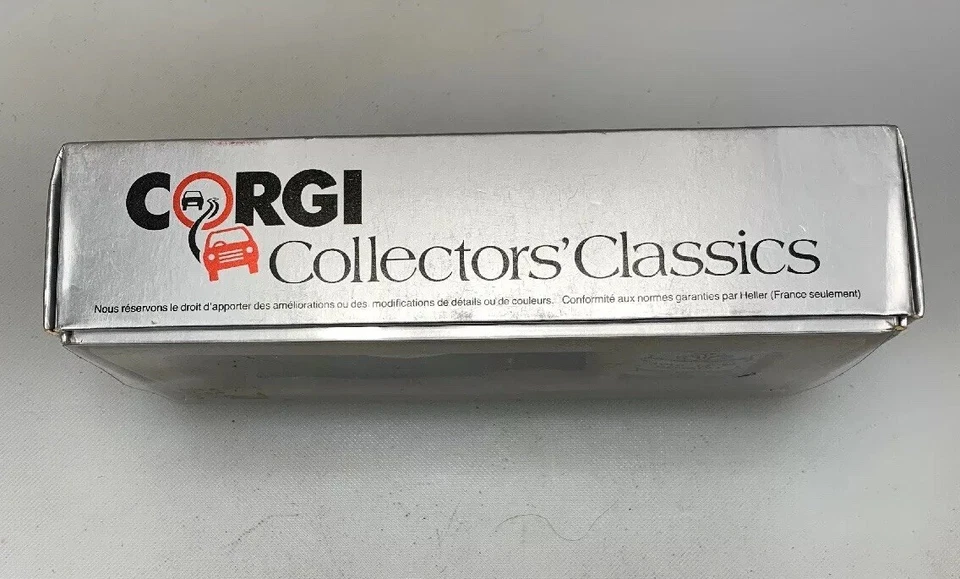 CORGI
Collectors' Classics
Nous réservons le droit d'apporter des améliorations ou des modifications de détails ou de couleurs. Conformité aux normes garanties par Heller (France seulement)